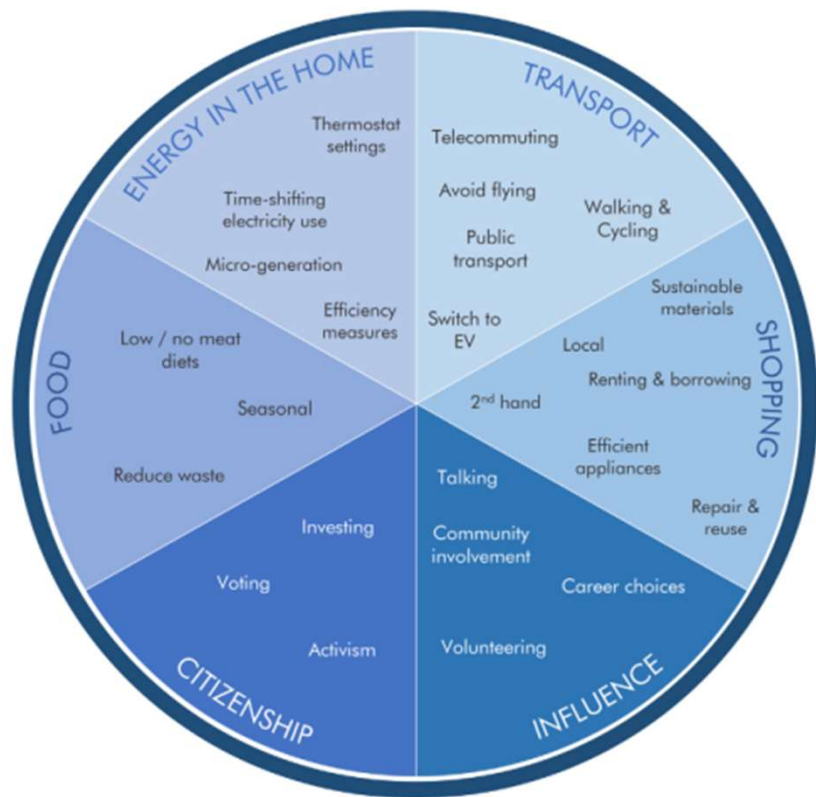 ENERGY IN THE HOME
Thermostat
settings
Time-shifting
electricity use
Micro-generation
Efficiency
measures
TRANSPORT
Telecommuting
Avoid flying
Walking &
Cycling
Public
transport
Switch to
EV
SHOPPING
Sustainable
materials
Local
Renting & borrowing
2nd hand
Efficient
appliances
Repair &
reuse
INFLUENCE
Talking
Community
involvement
Career choices
Volunteering
CITIZENSHIP
Investing
Voting
Activism
FOOD
Low / no meat
diets
Seasonal
Reduce waste